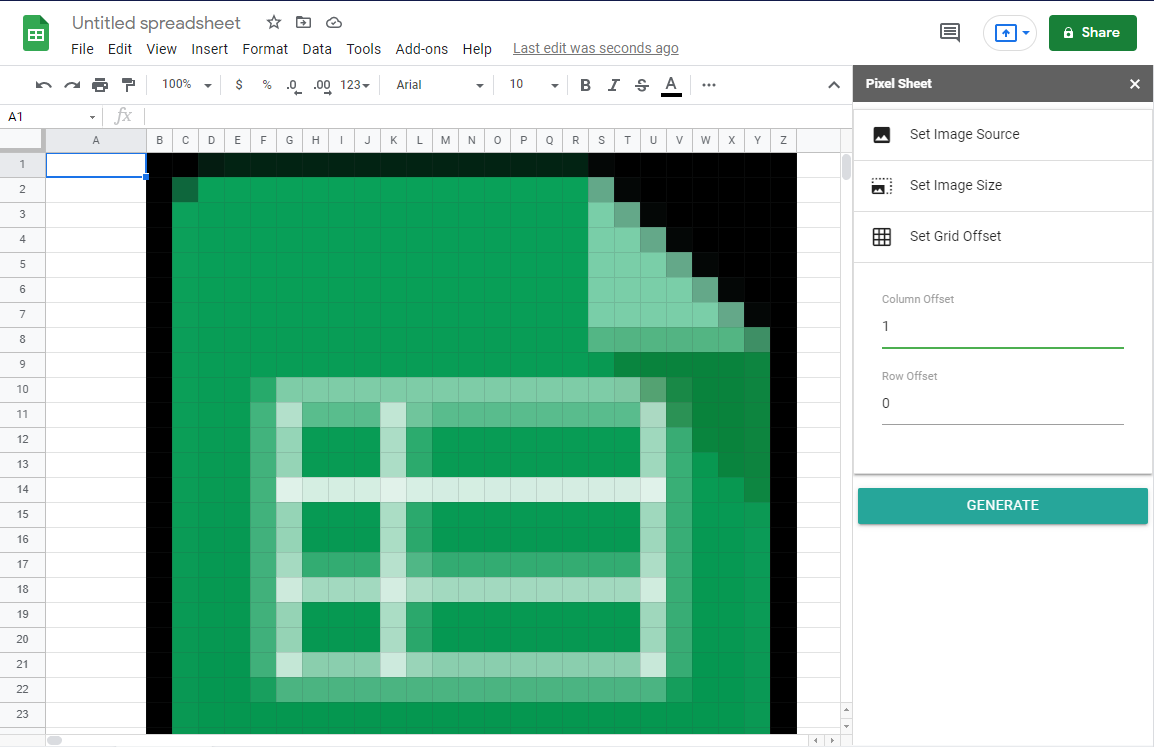 Untitled spreadsheet
File Edit View Insert Format Data Tools Add-ons Help Last edit was seconds ago
Share
100% $ % .0 .00 123 Arial 10 B I S A
Pixel Sheet
A1 fx
A B C D E F G H I J K L M N O P Q R S T U V W X Y Z
1
2
3
4
5
6
7
8
9
10
11
12
13
14
15
16
17
18
19
20
21
22
23
Set Image Source
Set Image Size
Set Grid Offset
Column Offset
1
Row Offset
0
GENERATE